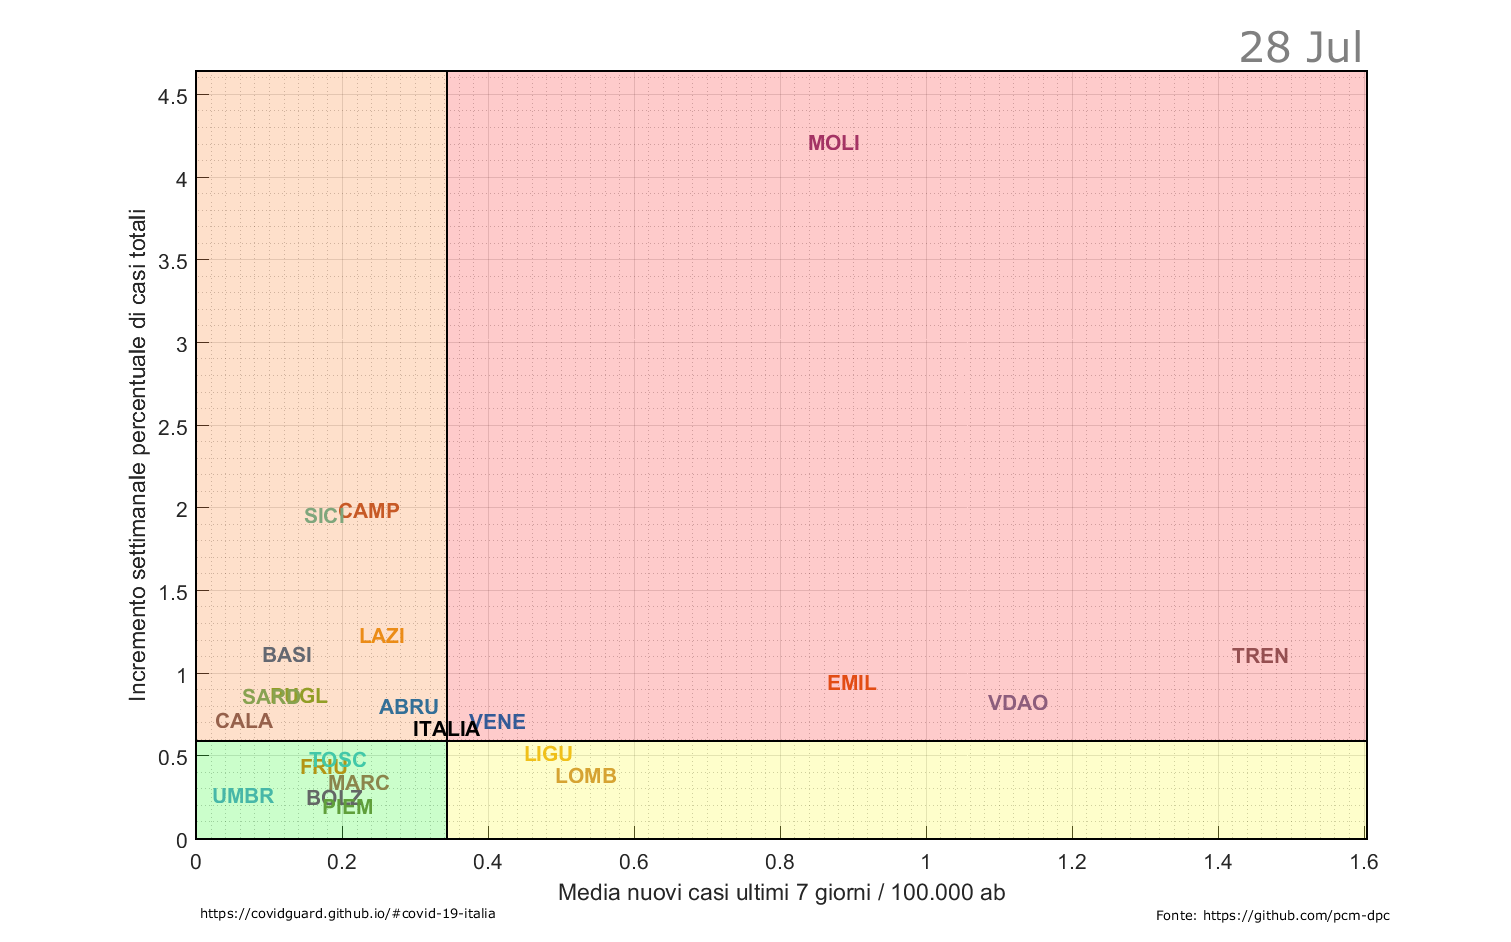 28 Jul
4.5
4
3.5
3
2.5
2
1.5
1
0.5
0
Incremento settimanale percentuale di casi totali
MOLI
CAMP
SICI
LAZI
BASI
TREN
EMIL
SARD
PUGL
VDAO
ABRU
CALA
VENE
ITALIA
LIGU
TOSC
FRIU
LOMB
MARC
UMBR
BOLZ
PIEM
0 0.2 0.4 0.6 0.8 1 1.2 1.4 1.6
Media nuovi casi ultimi 7 giorni / 100.000 ab
https://covidguard.github.io/#covid-19-italia
Fonte: https://github.com/pcm-dpc